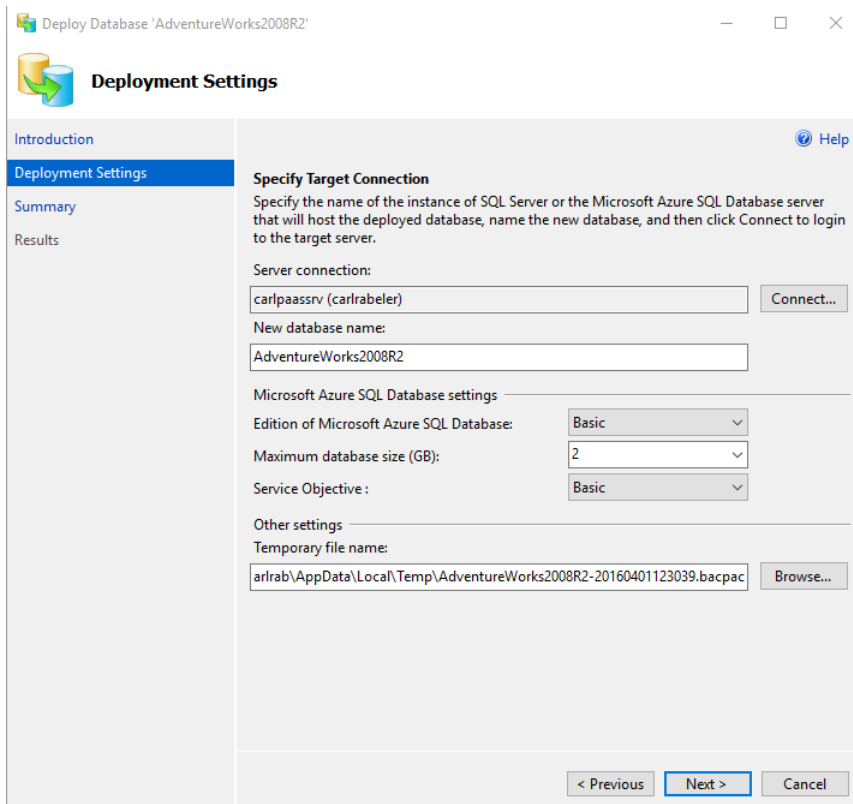 Deploy Database 'AdventureWorks2008R2'
Deployment Settings
Introduction
Deployment Settings
Summary
Results
Help
Specify Target Connection
Specify the name of the instance of SQL Server or the Microsoft Azure SQL Database server
that will host the deployed database, name the new database, and then click Connect to login
to the target server.
Server connection:
carlpaassrv (carlrabeler)
Connect...
New database name:
AdventureWorks2008R2
Microsoft Azure SQL Database settings
Edition of Microsoft Azure SQL Database:
Basic
Maximum database size (GB):
2
Service Objective :
Basic
Other settings
Temporary file name:
arlrab\AppData\Local\Temp\AdventureWorks2008R2-20160401123039.bacpac
Browse...
< Previous
Next >
Cancel